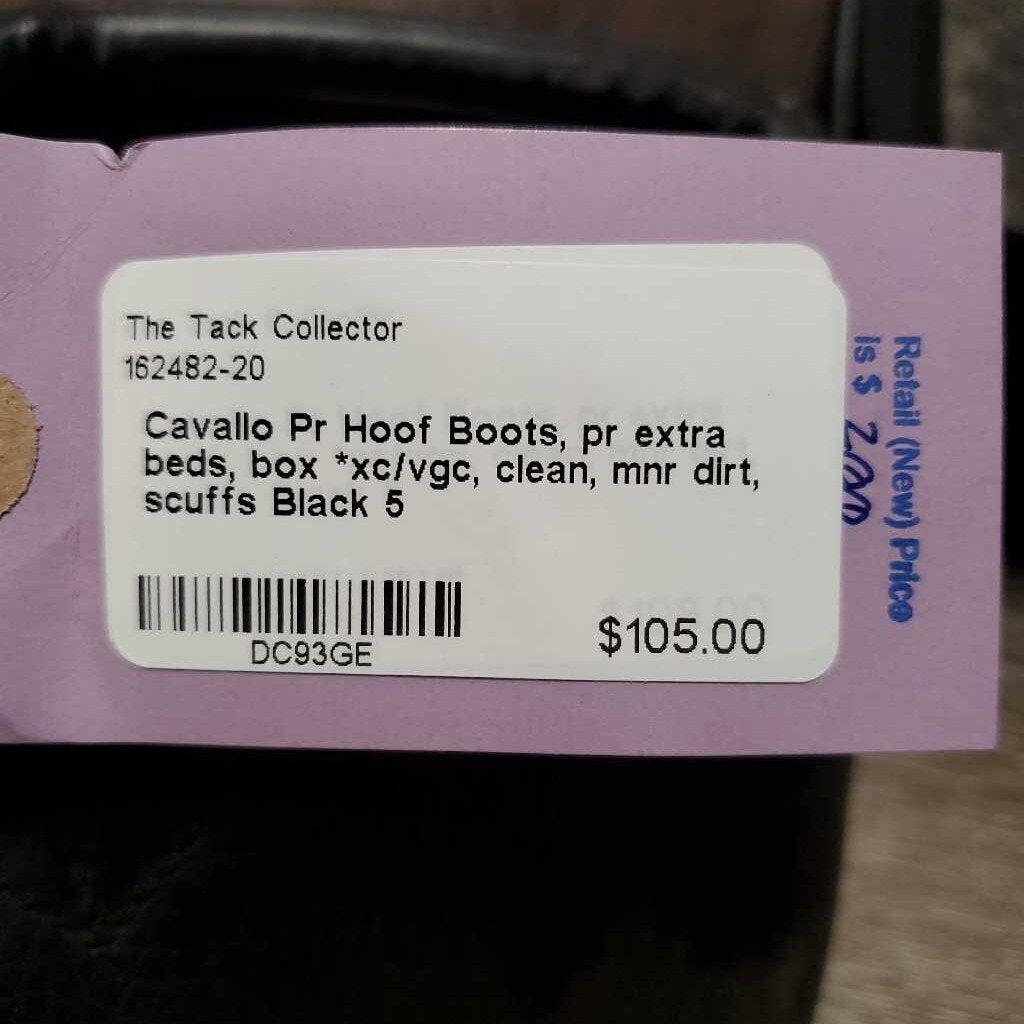 The Tack Collector
162482-20
Cavallo Pr Hoof Boots, pr extra
beds, box *xc/vgc, clean, mnr dirt,
scuffs Black 5
DC93GE
$105.00
Retail (New) Price
is $ 200